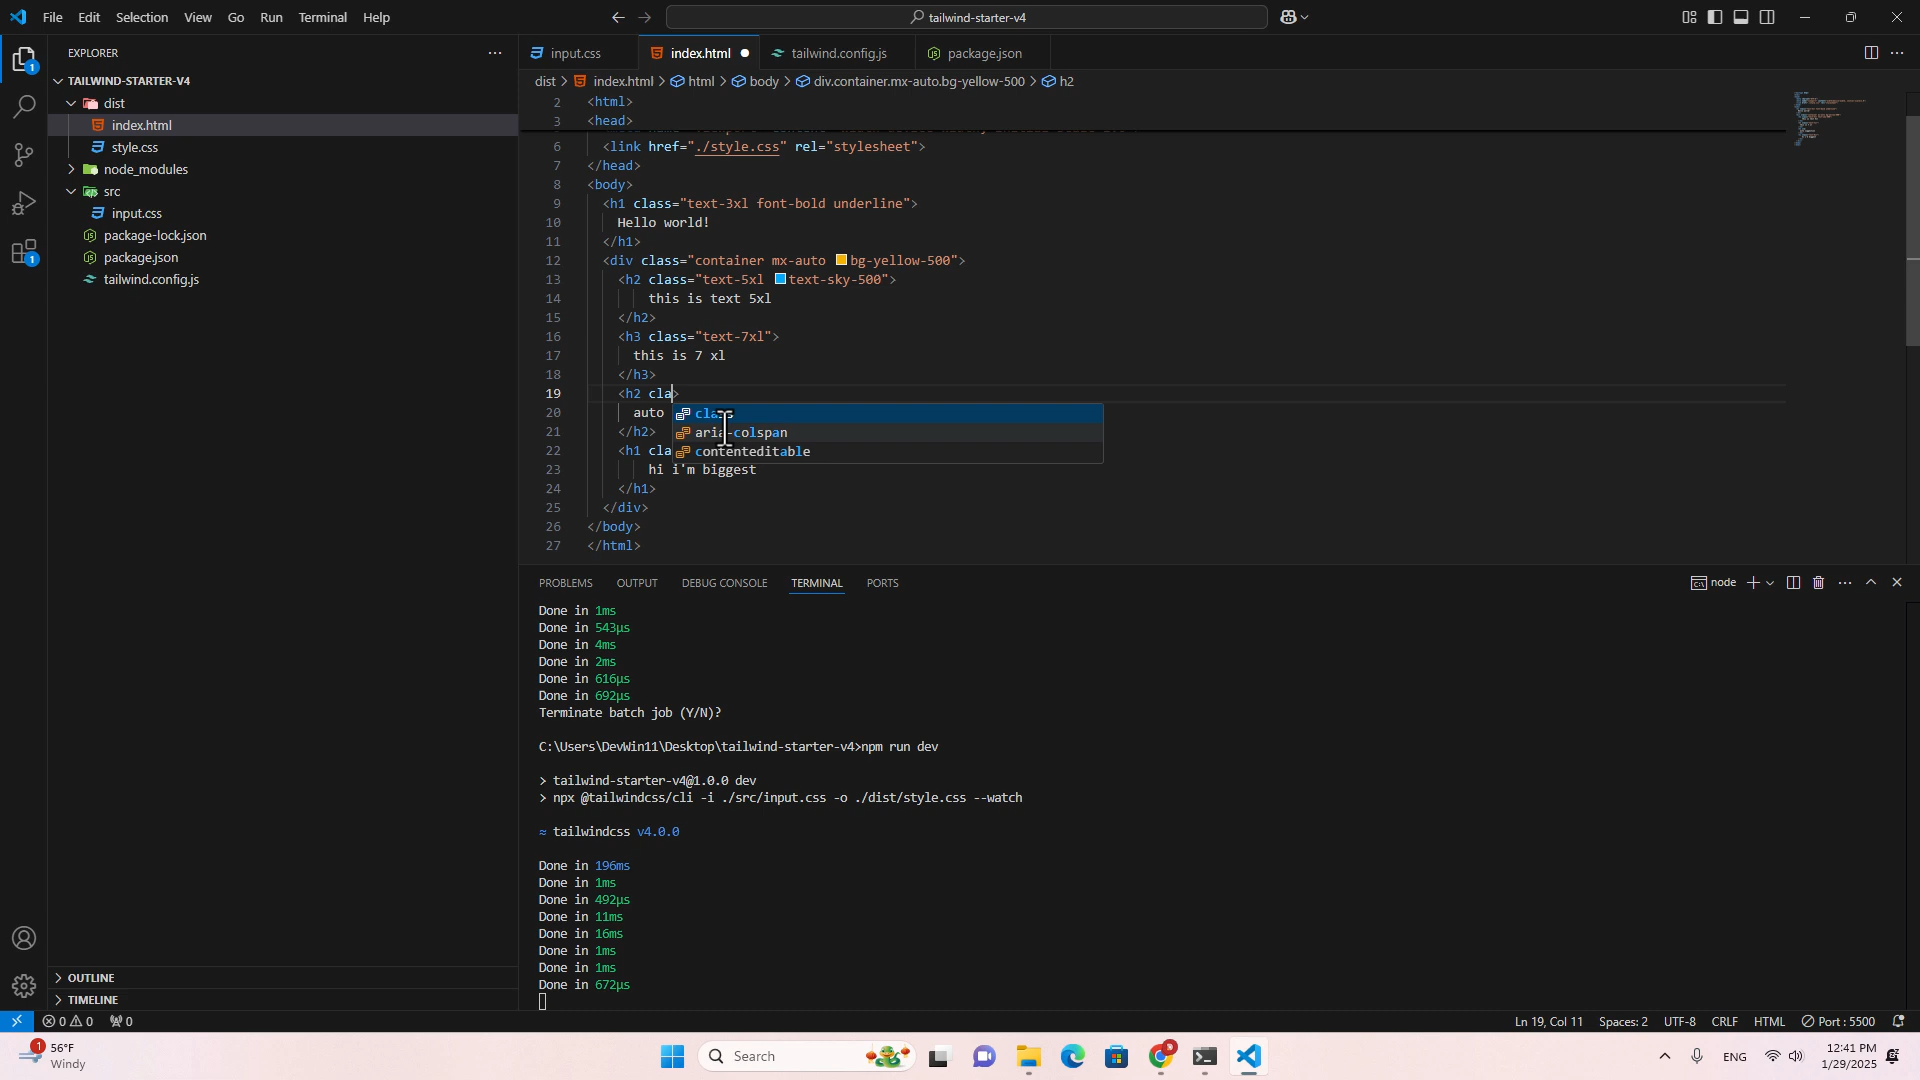 File Edit Selection View Go Run Terminal Help
tailwind-starter-v4
EXPLORER
TAILWIND-STARTER-V4
dist
index.html
style.css
node_modules
src
input.css
package-lock.json
package.json
tailwind.config.js
OUTLINE
TIMELINE
input.css index.html tailwind.config.js package.json
dist > index.html > html > body > div.container.mx-auto.bg-yellow-500 > h2
2 <html>
3 <head>
6 <link href="./style.css" rel="stylesheet">
7 </head>
8 <body>
9 <h1 class="text-3xl font-bold underline">
10 Hello world!
11 </h1>
12 <div class="container mx-auto bg-yellow-500">
13 <h2 class="text-5xl text-sky-500">
14 this is text 5xl
15 </h2>
16 <h3 class="text-7xl">
17 this is 7 xl
18 </h3>
19 <h2 cla>
20 auto
21 </h2>
22 <h1 cla
23 hi i'm biggest
24 </h1>
25 </div>
26 </body>
27 </html>
class
aria-colspan
contenteditable
PROBLEMS OUTPUT DEBUG CONSOLE TERMINAL PORTS
node
Done in 1ms
Done in 543µs
Done in 4ms
Done in 2ms
Done in 616µs
Done in 692µs
Terminate batch job (Y/N)?
C:\Users\DevWin11\Desktop\tailwind-starter-v4>npm run dev
> tailwind-starter-v4@1.0.0 dev
> npx @tailwindcss/cli -i ./src/input.css -o ./dist/style.css --watch
≈ tailwindcss v4.0.0
Done in 196ms
Done in 1ms
Done in 492µs
Done in 11ms
Done in 16ms
Done in 1ms
Done in 1ms
Done in 672µs
0 0 0
Ln 19, Col 11 Spaces: 2 UTF-8 CRLF HTML Port : 5500
1
56°F
Windy
Search
ENG
12:41 PM
1/29/2025